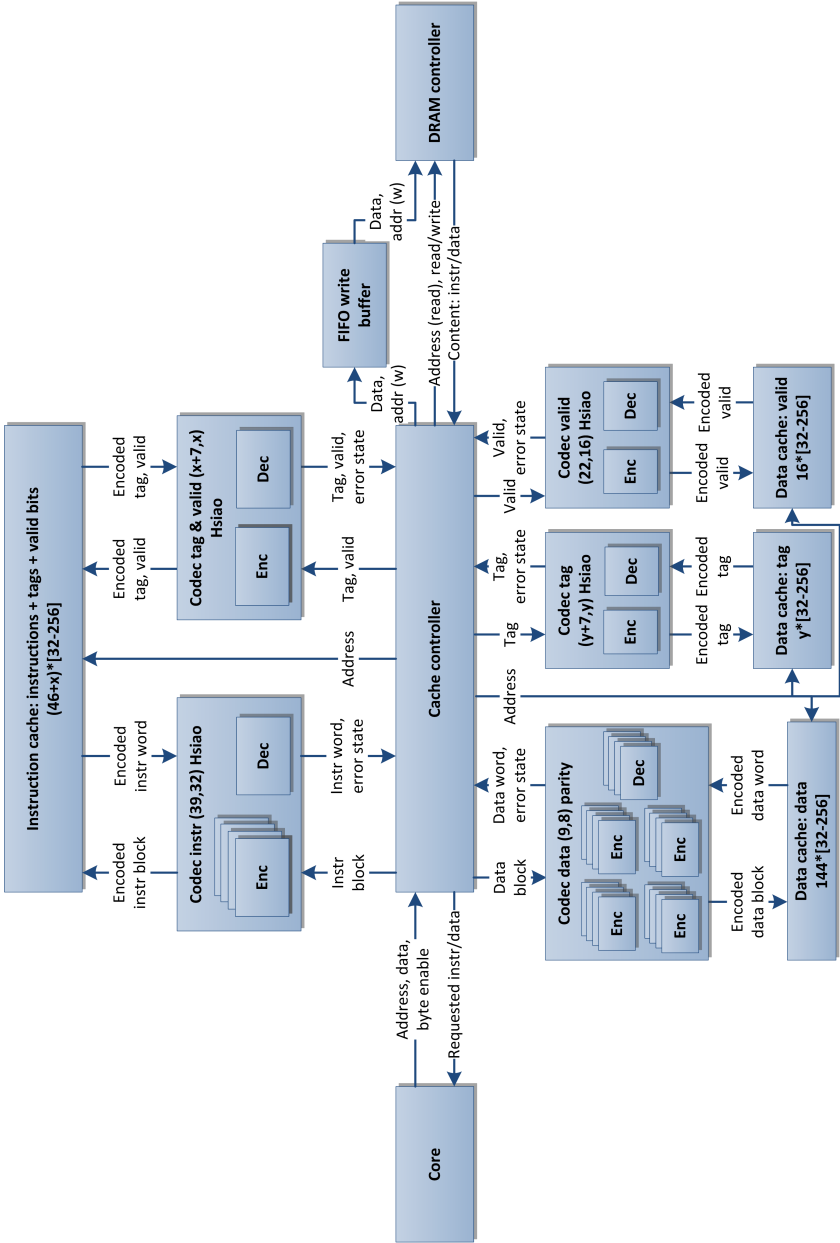 Instruction cache: instructions + tags + valid bits
(46+x)*[32-256]
Encoded
instr block
Encoded
instr word
Address
Encoded
tag, valid
Encoded
tag, valid
Codec instr (39,32) Hsiao
Enc
Dec
Codec tag & valid (x+7,x)
Hsiao
Enc
Dec
Instr
block
Instr word,
error state
Tag, valid
Tag, valid,
error state
FIFO write
buffer
Data,
addr (w)
Data,
addr (w)
Core
Address, data,
byte enable
Requested instr/data
Cache controller
Address (read), read/write
Content: instr/data
DRAM controller
Data
block
Data word,
error state
Address
Tag
Tag,
error state
Valid
Valid,
error state
Codec data (9,8) parity
Enc
Enc
Dec
Enc
Enc
Codec tag
(y+7,y) Hsiao
Enc
Dec
Codec valid
(22,16) Hsiao
Enc
Dec
Encoded
data block
Encoded
data word
Encoded
tag
Encoded
tag
Encoded
valid
Encoded
valid
Data cache: data
144*[32-256]
Data cache: tag
y*[32-256]
Data cache: valid
16*[32-256]